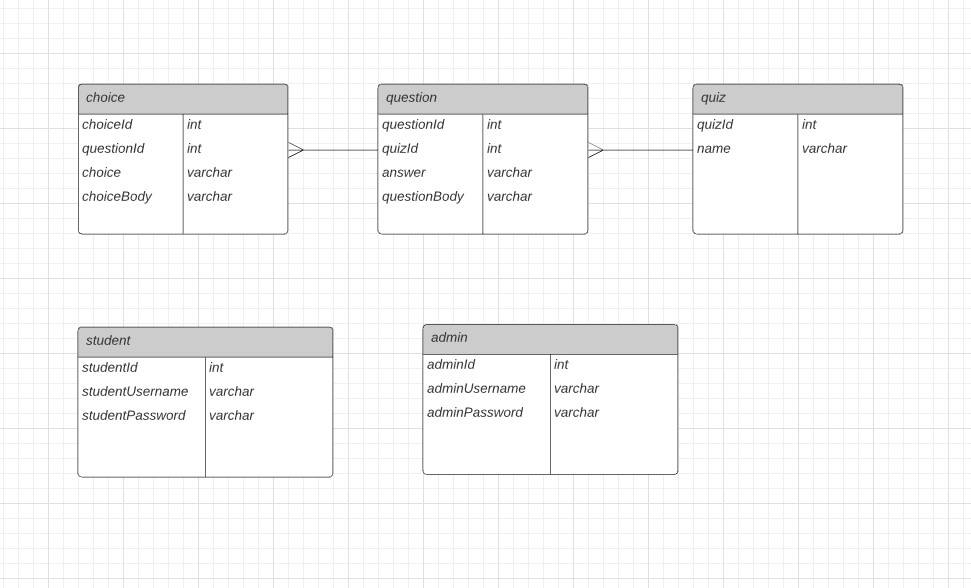 choice
choiceId int
questionId int
choice varchar
choiceBody varchar
question
questionId int
quizId int
answer varchar
questionBody varchar
quiz
quizId int
name varchar
student
studentId int
studentUsername varchar
studentPassword varchar
admin
adminId int
adminUsername varchar
adminPassword varchar